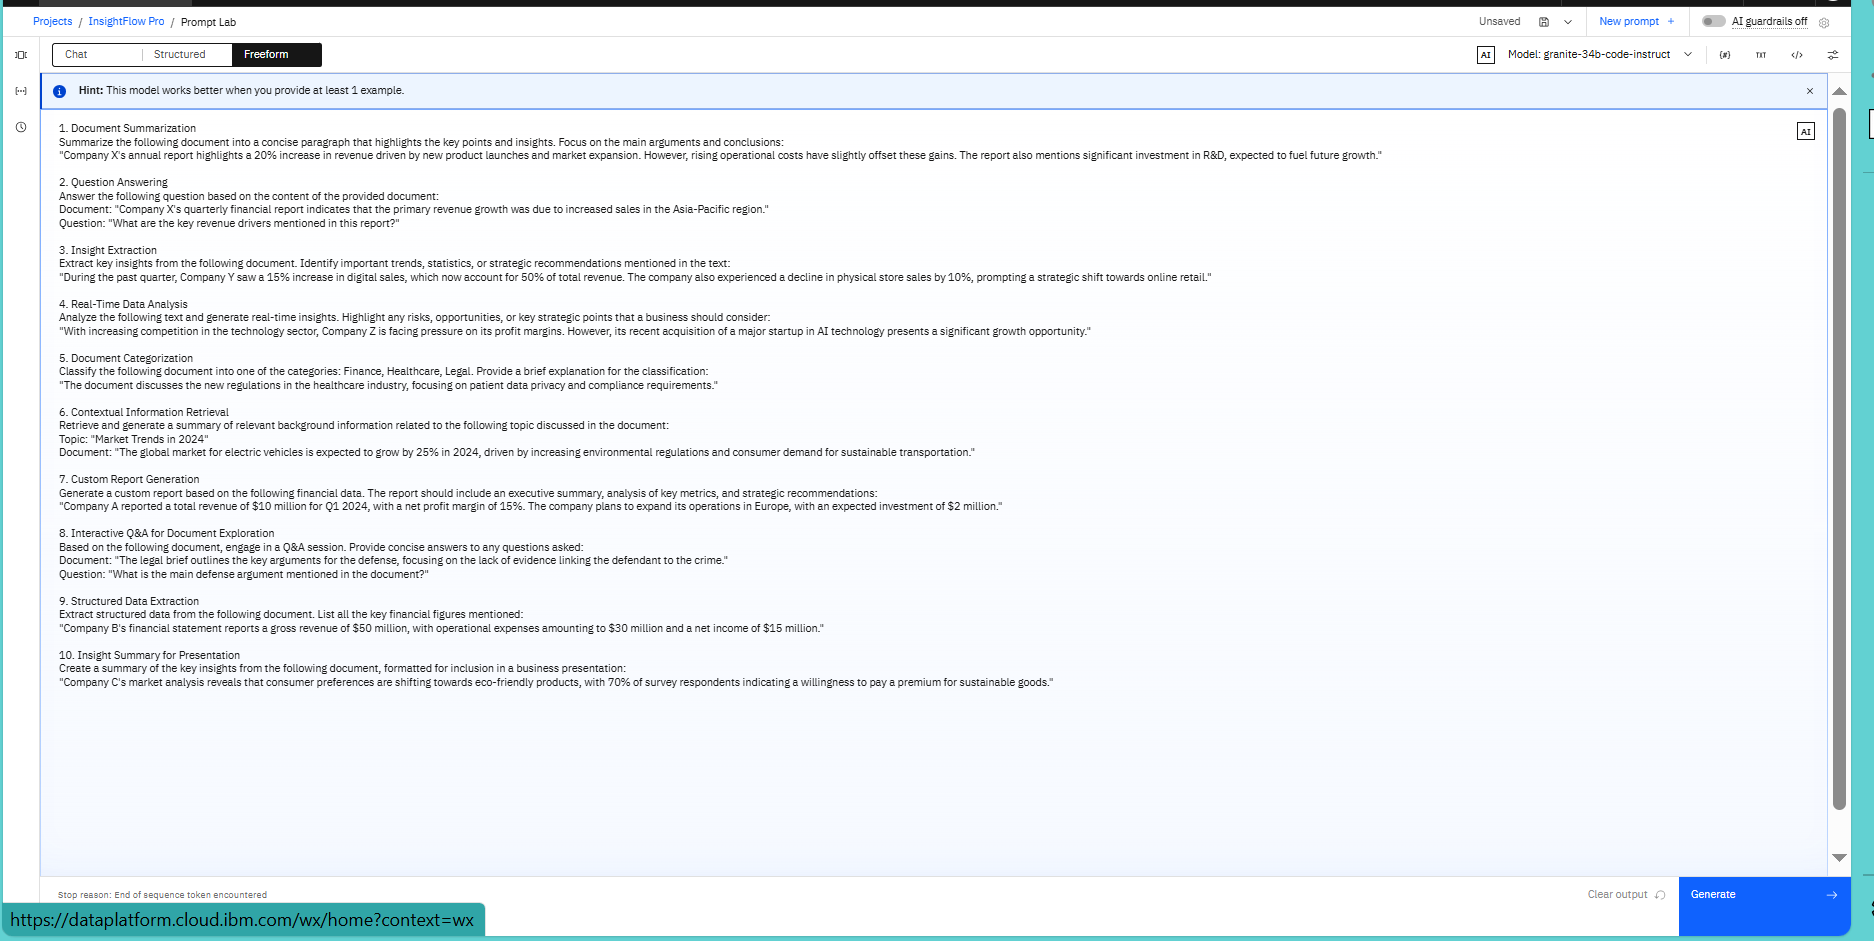 Projects / InsightFlow Pro / Prompt Lab
Unsaved
New prompt +
AI guardrails off
Chat
Structured
Freeform
AI
Model: granite-34b-code-instruct
{#}
TXT
</>
Hint: This model works better when you provide at least 1 example.
AI
1. Document Summarization
Summarize the following document into a concise paragraph that highlights the key points and insights. Focus on the main arguments and conclusions:
"Company X's annual report highlights a 20% increase in revenue driven by new product launches and market expansion. However, rising operational costs have slightly offset these gains. The report also mentions significant investment in R&D, expected to fuel future growth."
2. Question Answering
Answer the following question based on the content of the provided document:
Document: "Company X's quarterly financial report indicates that the primary revenue growth was due to increased sales in the Asia-Pacific region."
Question: "What are the key revenue drivers mentioned in this report?"
3. Insight Extraction
Extract key insights from the following document. Identify important trends, statistics, or strategic recommendations mentioned in the text:
"During the past quarter, Company Y saw a 15% increase in digital sales, which now account for 50% of total revenue. The company also experienced a decline in physical store sales by 10%, prompting a strategic shift towards online retail."
4. Real-Time Data Analysis
Analyze the following text and generate real-time insights. Highlight any risks, opportunities, or key strategic points that a business should consider:
"With increasing competition in the technology sector, Company Z is facing pressure on its profit margins. However, its recent acquisition of a major startup in AI technology presents a significant growth opportunity."
5. Document Categorization
Classify the following document into one of the categories: Finance, Healthcare, Legal. Provide a brief explanation for the classification:
"The document discusses the new regulations in the healthcare industry, focusing on patient data privacy and compliance requirements."
6. Contextual Information Retrieval
Retrieve and generate a summary of relevant background information related to the following topic discussed in the document:
Topic: "Market Trends in 2024"
Document: "The global market for electric vehicles is expected to grow by 25% in 2024, driven by increasing environmental regulations and consumer demand for sustainable transportation."
7. Custom Report Generation
Generate a custom report based on the following financial data. The report should include an executive summary, analysis of key metrics, and strategic recommendations:
"Company A reported a total revenue of $10 million for Q1 2024, with a net profit margin of 15%. The company plans to expand its operations in Europe, with an expected investment of $2 million."
8. Interactive Q&A for Document Exploration
Based on the following document, engage in a Q&A session. Provide concise answers to any questions asked:
Document: "The legal brief outlines the key arguments for the defense, focusing on the lack of evidence linking the defendant to the crime."
Question: "What is the main defense argument mentioned in the document?"
9. Structured Data Extraction
Extract structured data from the following document. List all the key financial figures mentioned:
"Company B's financial statement reports a gross revenue of $50 million, with operational expenses amounting to $30 million and a net income of $15 million."
10. Insight Summary for Presentation
Create a summary of the key insights from the following document, formatted for inclusion in a business presentation:
"Company C's market analysis reveals that consumer preferences are shifting towards eco-friendly products, with 70% of survey respondents indicating a willingness to pay a premium for sustainable goods."
Stop reason: End of sequence token encountered
Clear output
Generate
https://dataplatform.cloud.ibm.com/wx/home?context=wx